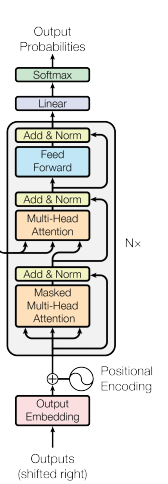 Output
Probabilities
Softmax
Linear
Add & Norm
Feed
Forward
Add & Norm
Multi-Head
Attention
N×
Add & Norm
Masked
Multi-Head
Attention
Positional
Encoding
Output
Embedding
Outputs
(shifted right)